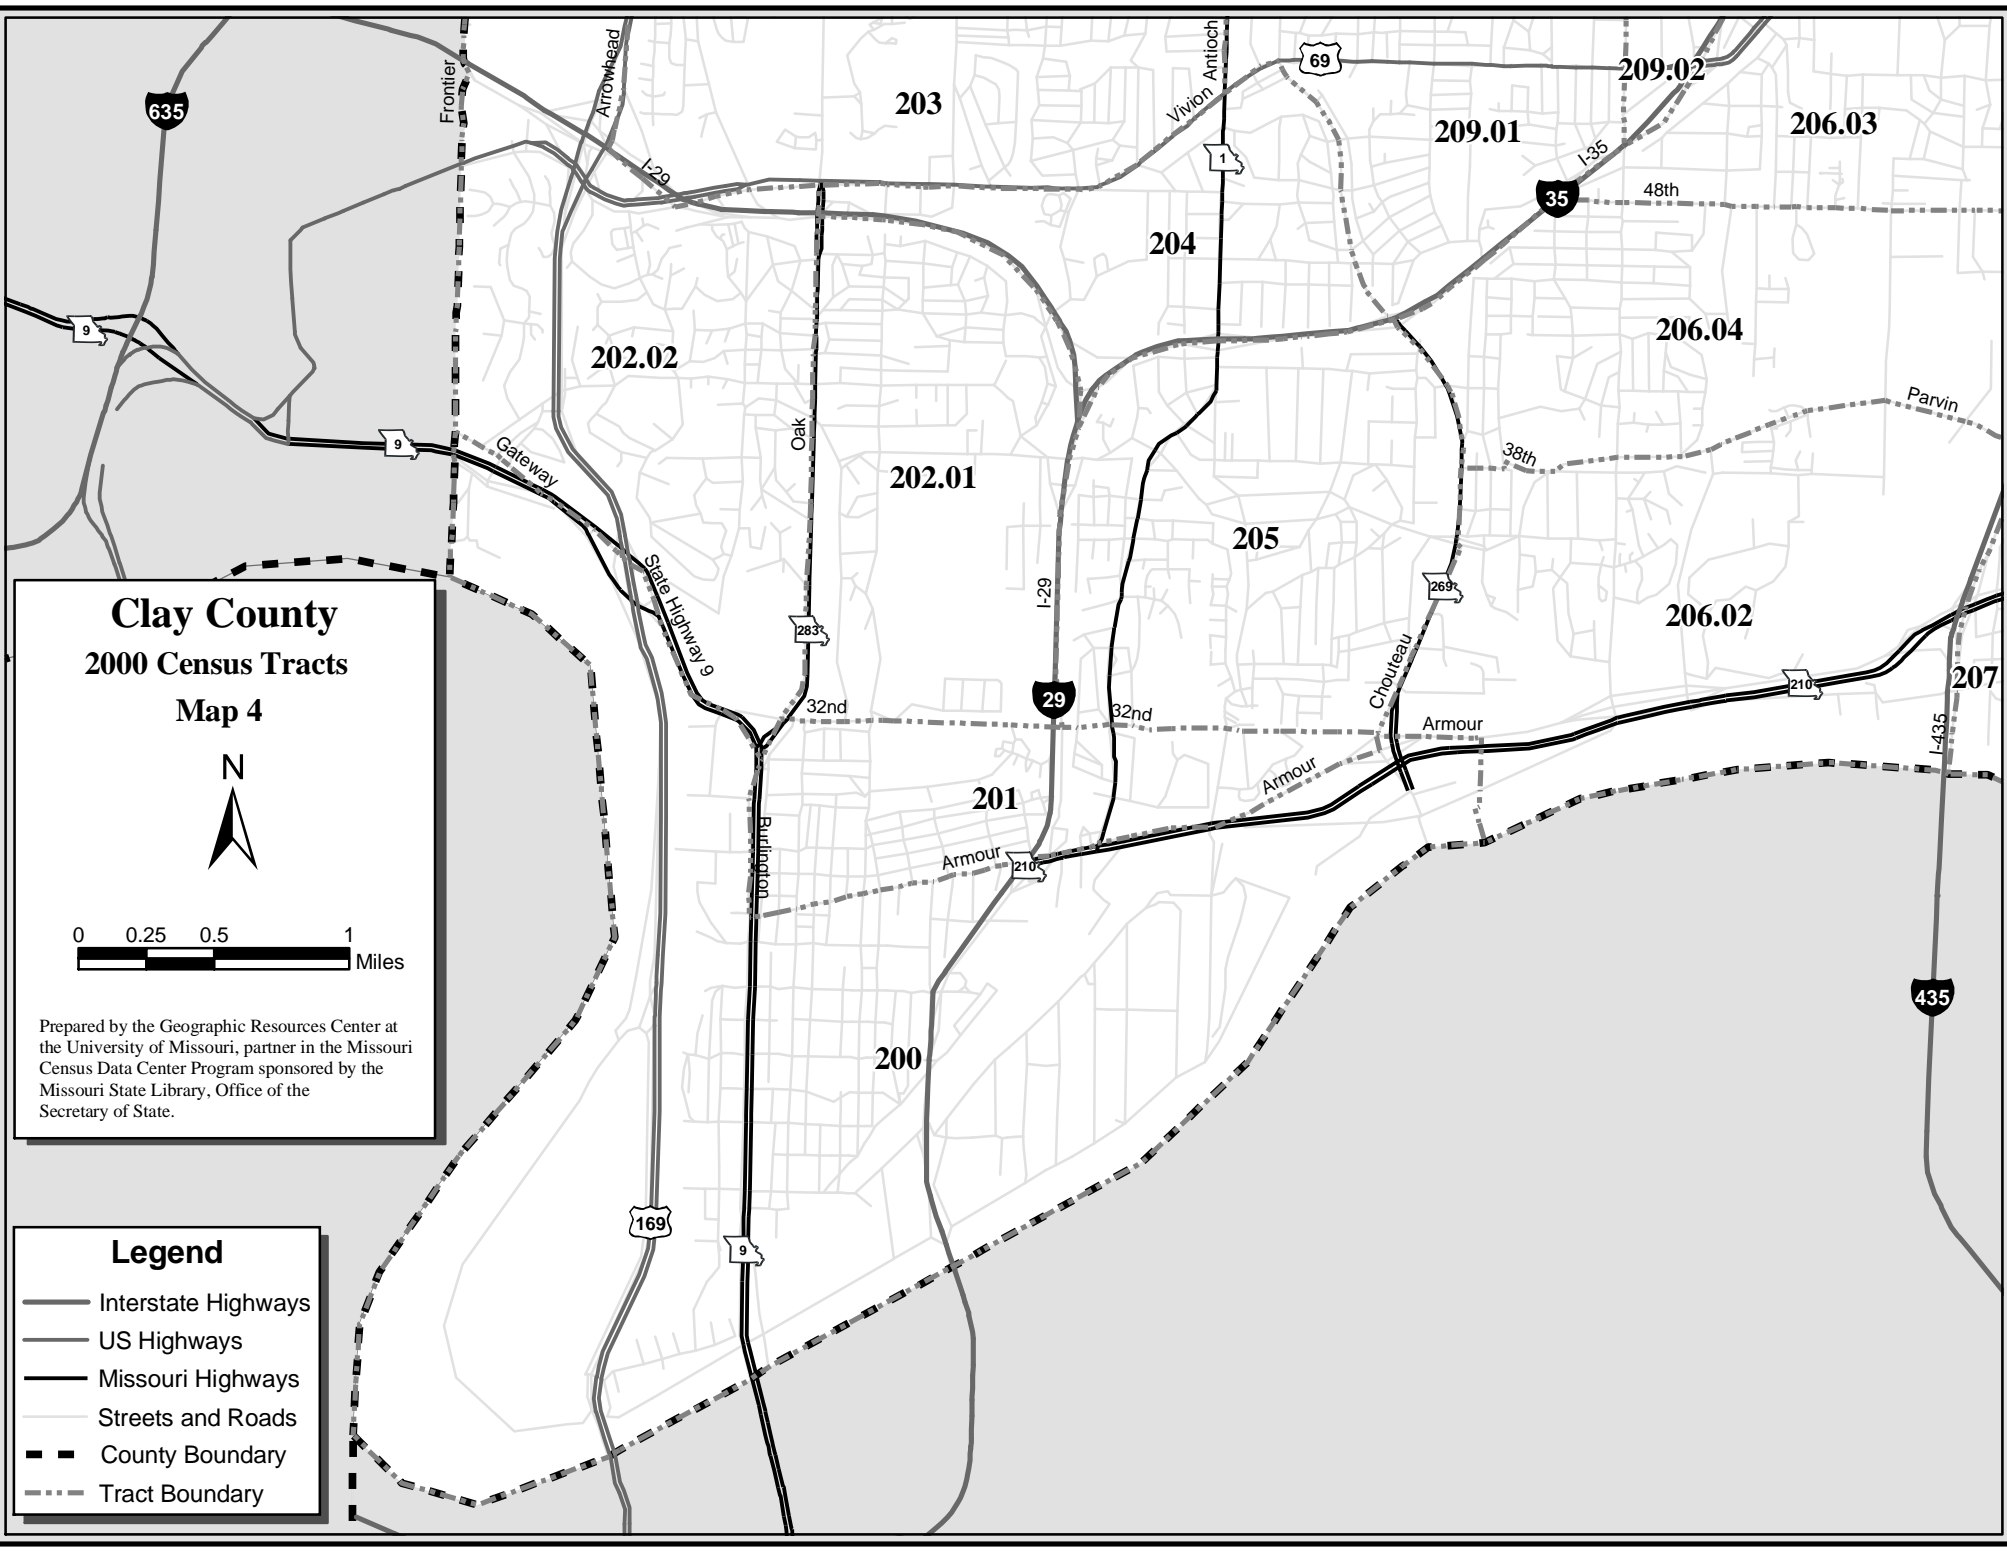 635
Frontier
Arrowhead
203
Vivion
Antioch
69
209.02
209.01
206.03
1
I-29
I-35
35
48th
204
9
202.02
206.04
Parvin
9
Gateway
Oak
202.01
38th
205
State Highway 9
I-29
269
283
206.02
Chouteau
210
207
29
32nd
32nd
Armour
I-435
Armour
201
Burlington
Armour
210
435
200
169
9
Clay County
2000 Census Tracts
Map 4
N
0 0.25 0.5 1
Miles
Prepared by the Geographic Resources Center at
the University of Missouri, partner in the Missouri
Census Data Center Program sponsored by the
Missouri State Library, Office of the
Secretary of State.
Legend
Interstate Highways
US Highways
Missouri Highways
Streets and Roads
County Boundary
Tract Boundary